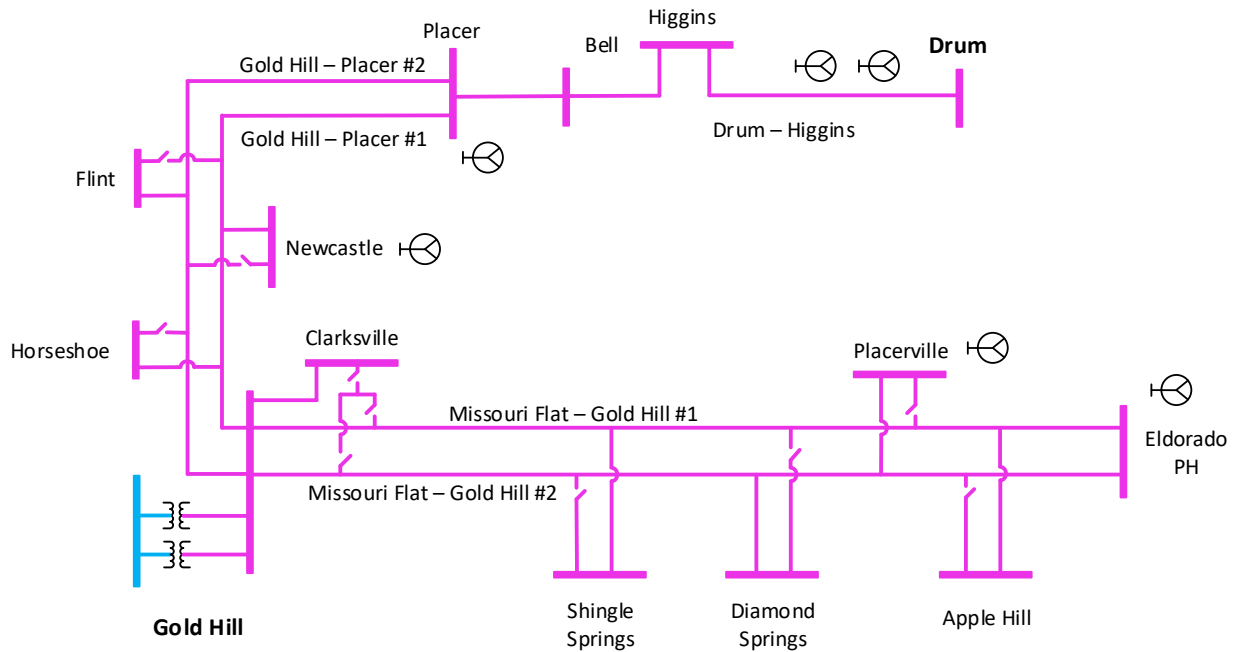 Higgins
Placer
Bell
Drum
Gold Hill – Placer #2
Gold Hill – Placer #1
Drum – Higgins
Flint
Newcastle
Horseshoe
Clarksville
Placerville
Missouri Flat – Gold Hill #1
Eldorado
PH
Missouri Flat – Gold Hill #2
Gold Hill
Shingle
Springs
Diamond
Springs
Apple Hill